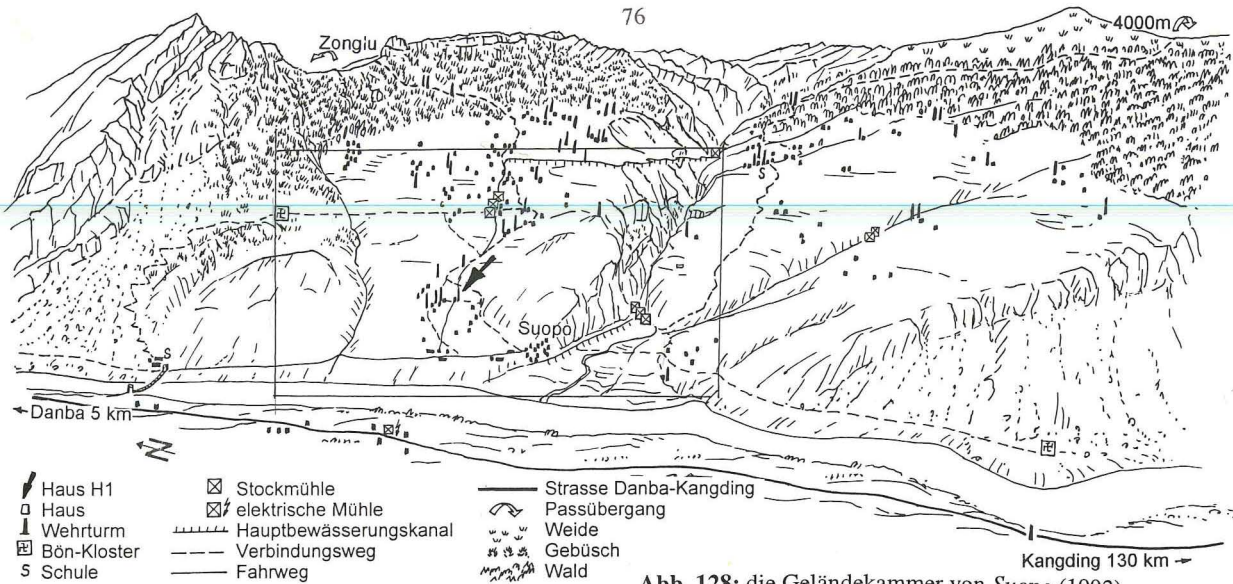 76
4000m
Zonglu
S
Suopo
S
Danba 5 km
N
Haus H1
Haus
Wehrturm
Bön-Kloster
S Schule
Stockmühle
elektrische Mühle
Hauptbewässerungskanal
Verbindungsweg
Fahrweg
Strasse Danba-Kangding
Passübergang
Weide
Gebüsch
Wald
Kangding 130 km
Abb. 128: die Geländekammer von Suopo (1992)